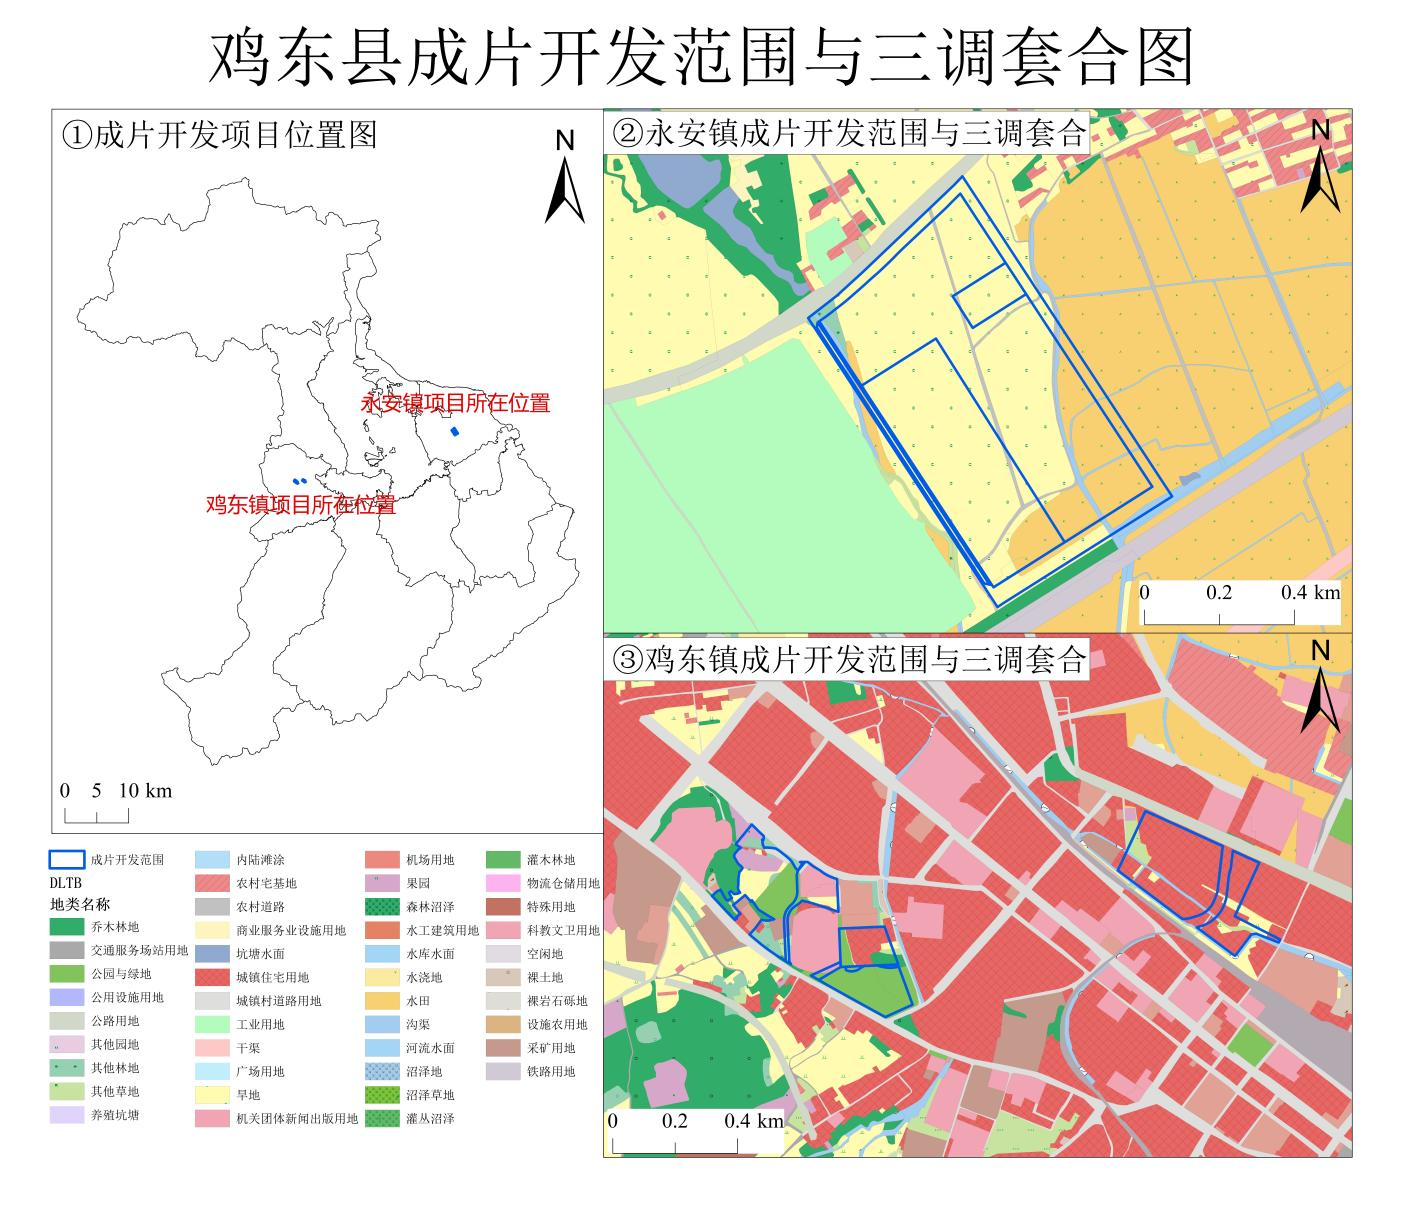 鸡东县成片开发范围与三调套合图
①成片开发项目位置图
N
永安镇项目所在位置
鸡东镇项目所在位置
0 5 10 km
②永安镇成片开发范围与三调套合
N
0 0.2 0.4 km
③鸡东镇成片开发范围与三调套合
N
0 0.2 0.4 km
成片开发范围
DLTB
地类名称
乔木林地
交通服务场站用地
公园与绿地
公用设施用地
公路用地
其他园地
其他林地
其他草地
养殖坑塘
内陆滩涂
农村宅基地
农村道路
商业服务业设施用地
坑塘水面
城镇住宅用地
城镇村道路用地
工业用地
干渠
广场用地
旱地
机关团体新闻出版用地
机场用地
果园
森林沼泽
水工建筑用地
水库水面
水浇地
水田
沟渠
河流水面
沼泽地
沼泽草地
灌丛沼泽
灌木林地
物流仓储用地
特殊用地
科教文卫用地
空闲地
裸土地
裸岩石砾地
设施农用地
采矿用地
铁路用地